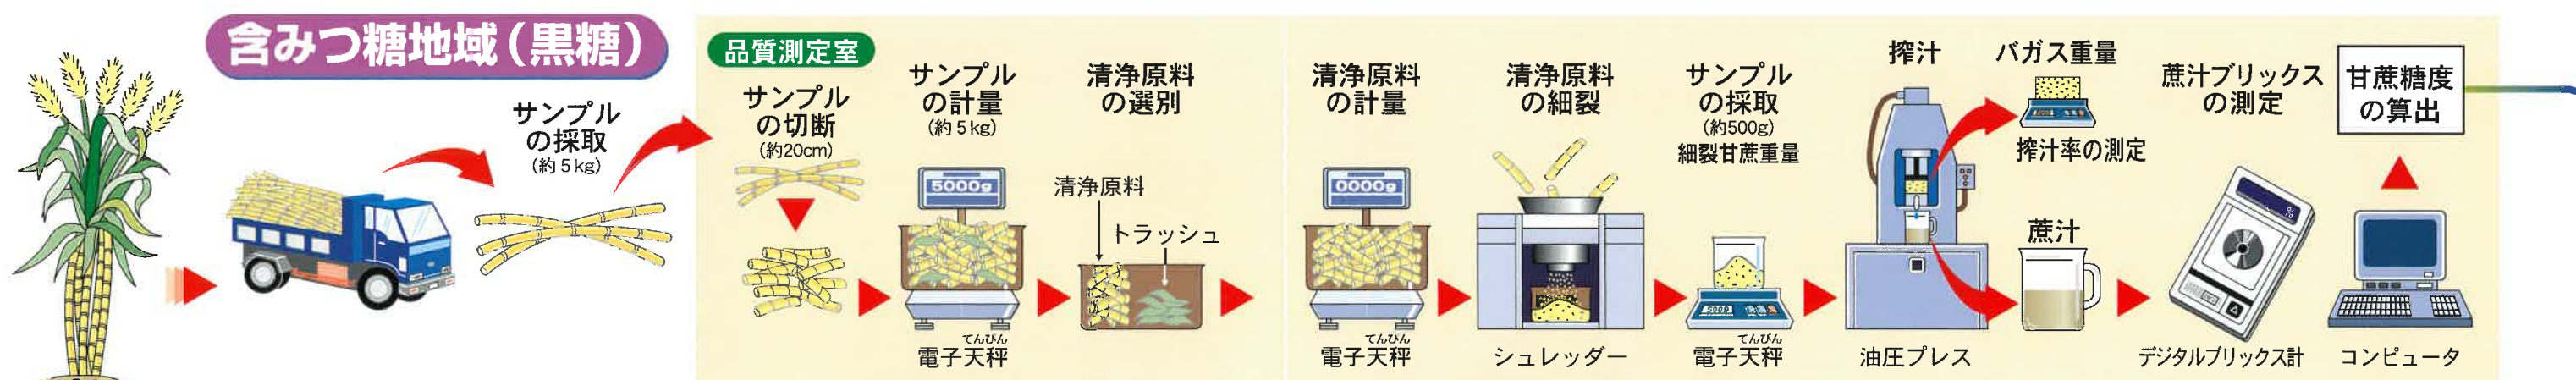 含みつ糖地域（黒糖）
サンプル
の採取
（約５kg）
品質測定室
サンプル
の切断
（約20cm）
サンプル
の計量
（約５kg）
5000g
てんびん
電子天秤
清浄原料
の選別
清浄原料
トラッシュ
清浄原料
の計量
0000g
てんびん
電子天秤
清浄原料
の細裂
シュレッダー
サンプル
の採取
（約500g）
細裂甘蔗重量
500g
てんびん
電子天秤
搾汁
油圧プレス
バガス重量
搾汁率の測定
蔗汁
蔗汁ブリックス
の測定
%
デジタルブリックス計
甘蔗糖度
の算出
コンピュータ